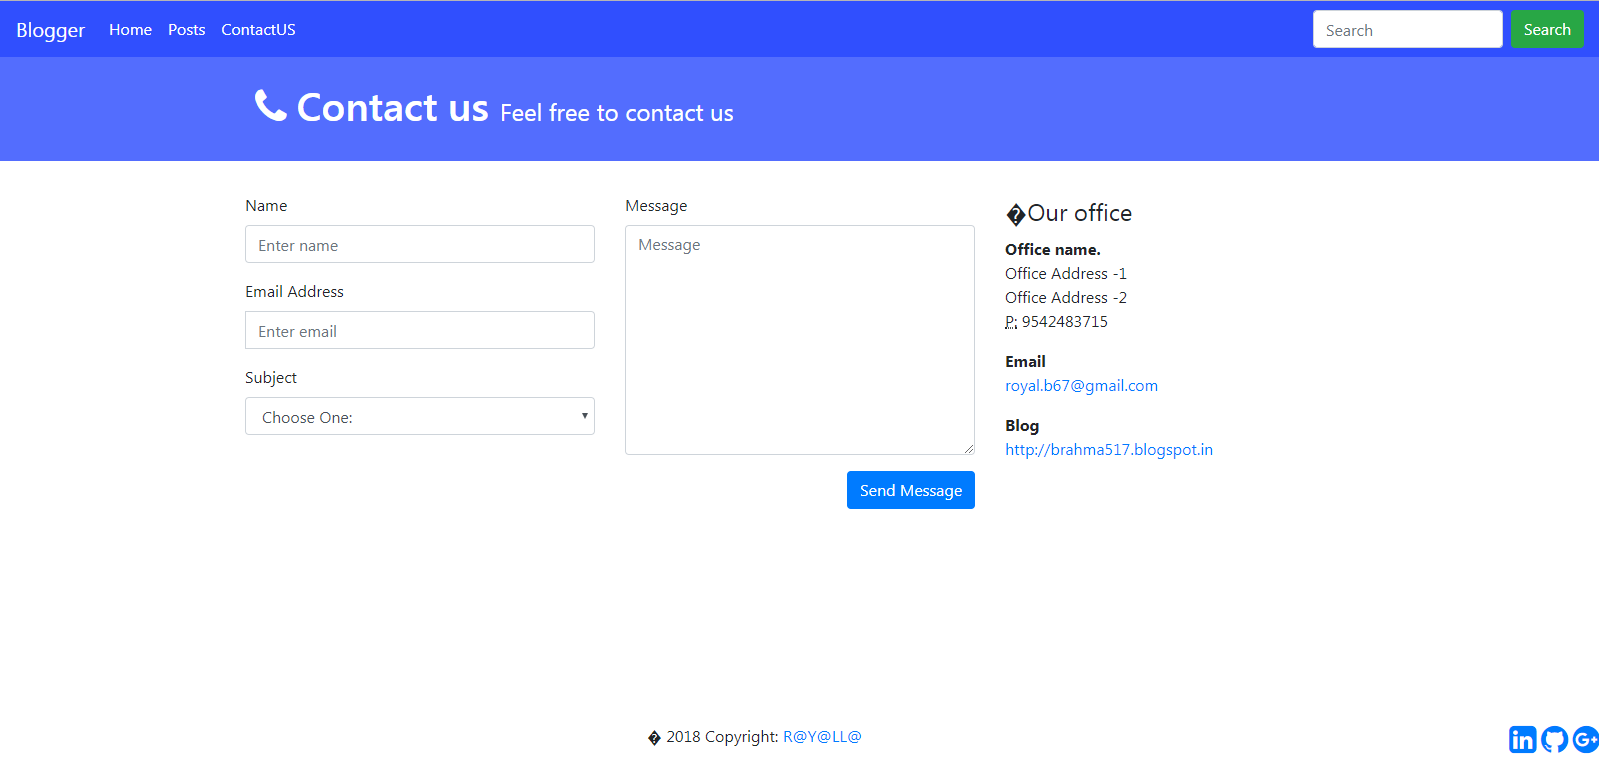 Blogger Home Posts ContactUS Search Search
Contact us Feel free to contact us
Name
Enter name
Email Address
Enter email
Subject
Choose One:
Message
Message
Send Message
�Our office
Office name.
Office Address -1
Office Address -2
P: 9542483715
Email
royal.b67@gmail.com
Blog
http://brahma517.blogspot.in
� 2018 Copyright: R@Y@LL@
in G+